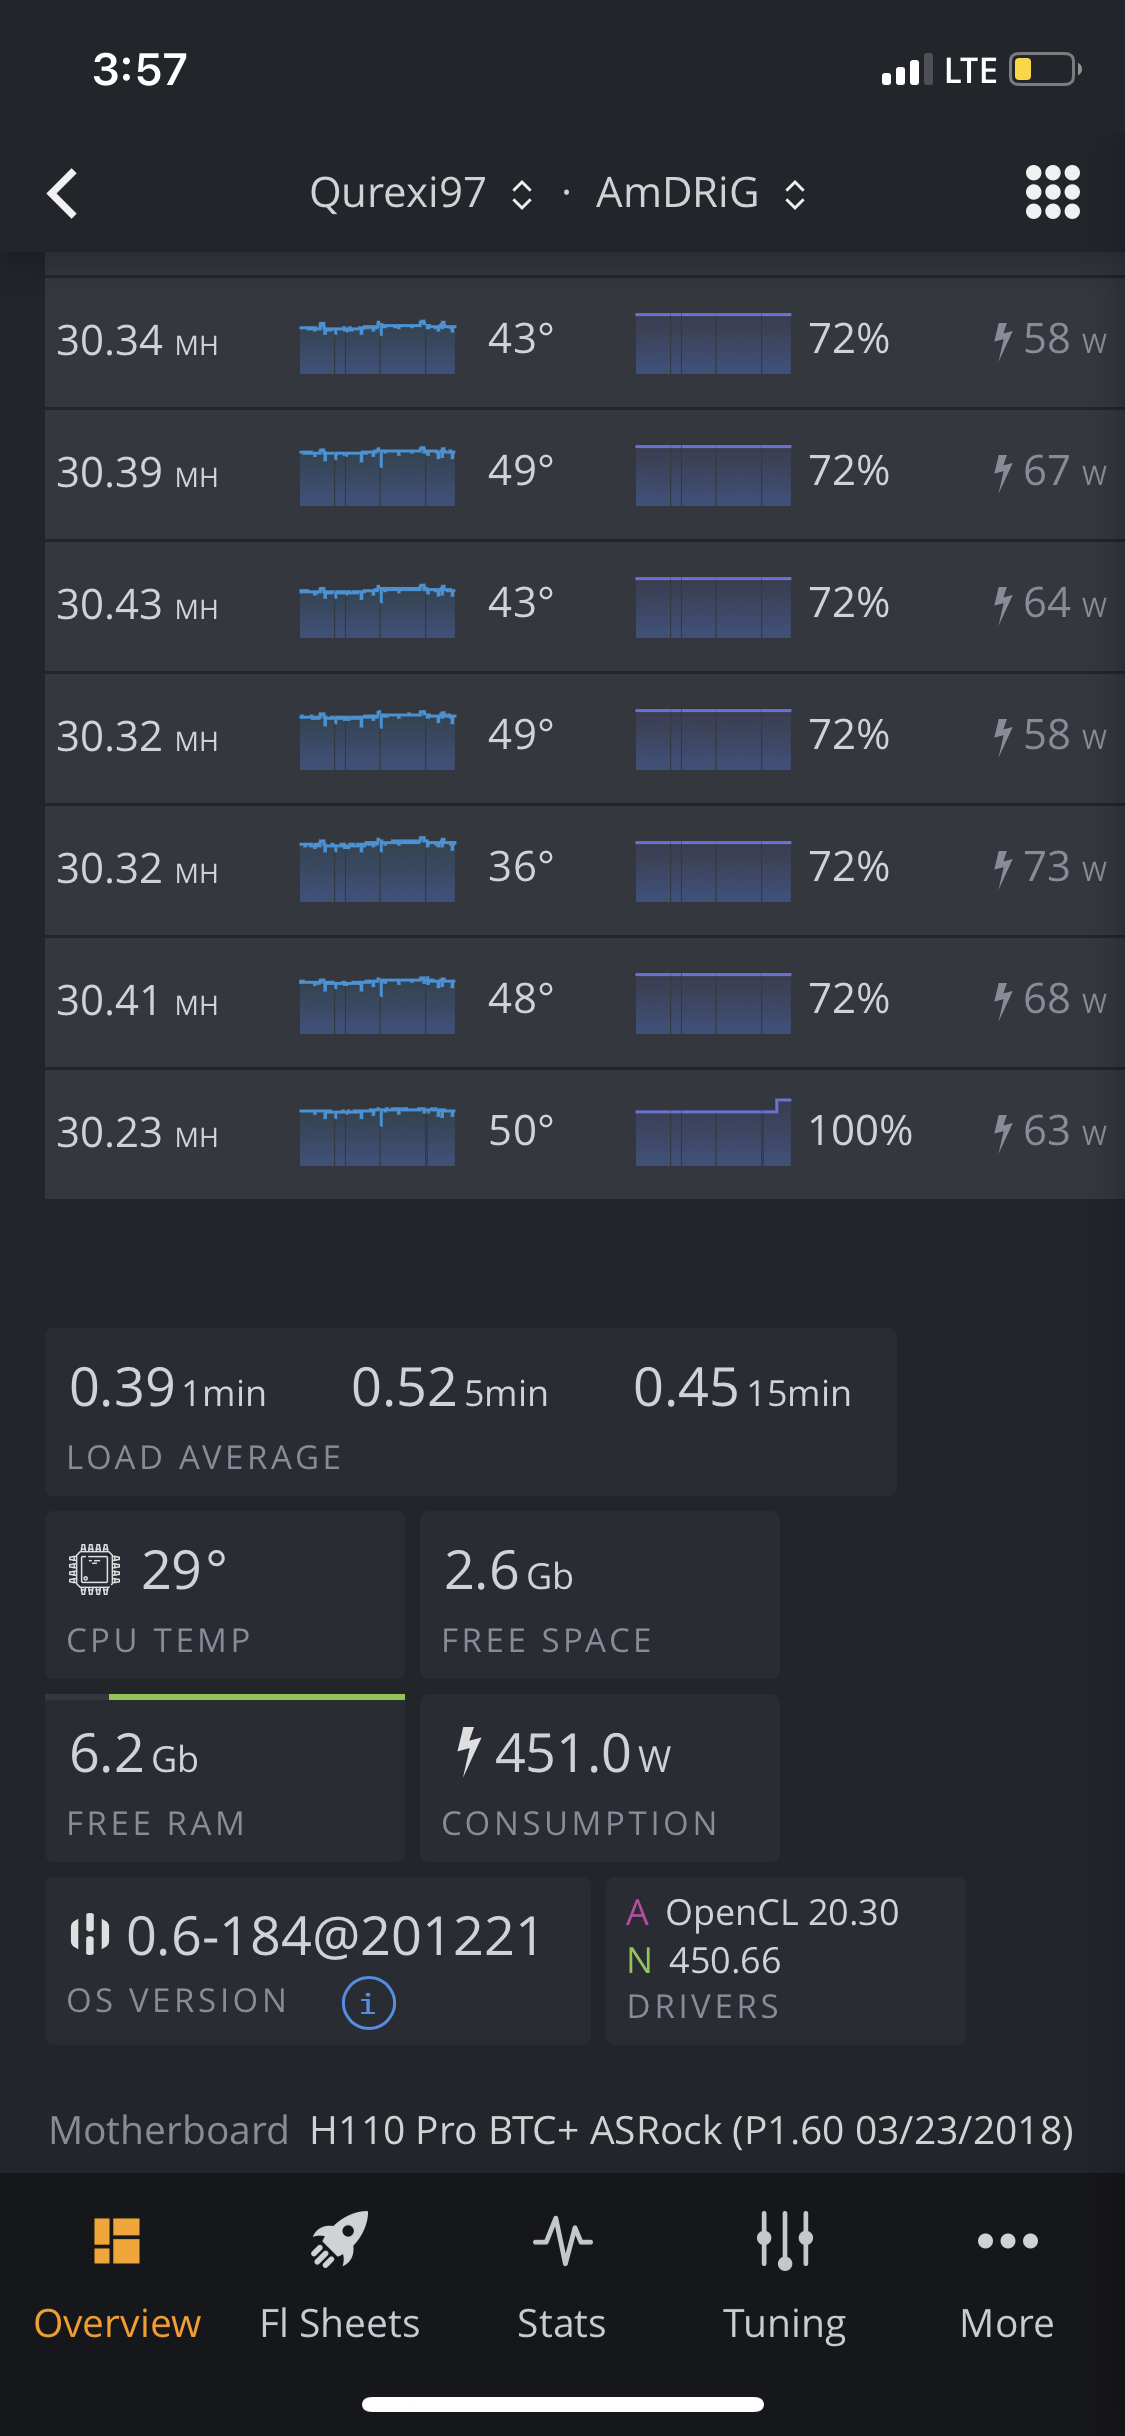 3:57 LTE
Qurexi97 · AmDRiG
30.34 MH 43° 72% 58 W
30.39 MH 49° 72% 67 W
30.43 MH 43° 72% 64 W
30.32 MH 49° 72% 58 W
30.32 MH 36° 72% 73 W
30.41 MH 48° 72% 68 W
30.23 MH 50° 100% 63 W
0.39 1min 0.52 5min 0.45 15min
LOAD AVERAGE
29° 2.6 Gb
CPU TEMP FREE SPACE
6.2 Gb 451.0 W
FREE RAM CONSUMPTION
0.6-184@201221
OS VERSION i
A OpenCL 20.30
N 450.66
DRIVERS
Motherboard H110 Pro BTC+ ASRock (P1.60 03/23/2018)
Overview Fl Sheets Stats Tuning More